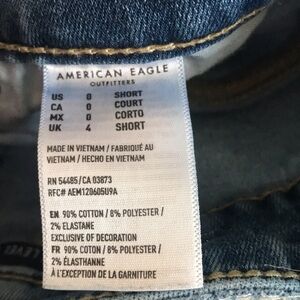 AMERICAN EAGLE
OUTFITTERS
US 0 SHORT
CA 0 COURT
MX 0 CORTO
UK 4 SHORT
MADE IN VIETNAM / FABRIQUÉ AU
VIETNAM / HECHO EN VIETNAM
RN 54485/CA 03873
RFC# AEM120605U9A
EN 90% COTTON / 8% POLYESTER /
2% ELASTANE
EXCLUSIVE OF DECORATION
FR 90% COTON / 8% POLYESTER /
2% ÉLASTHANNE
À L'EXCEPTION DE LA GARNITURE